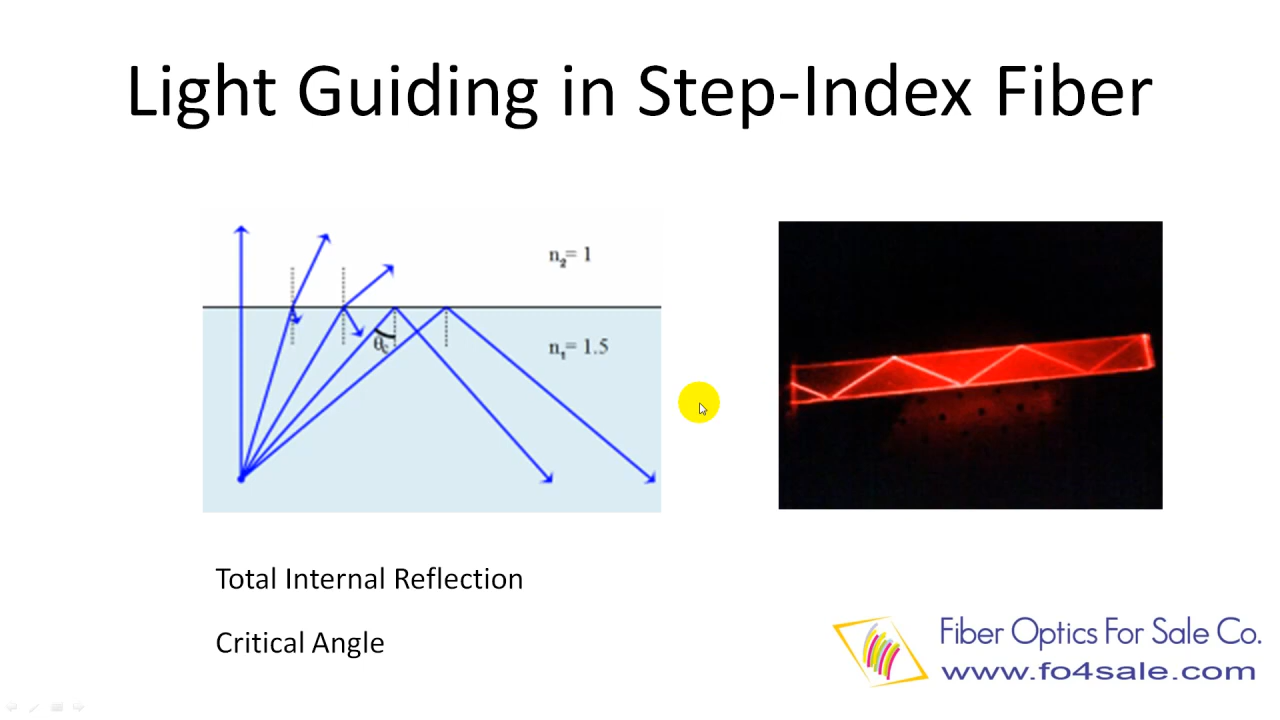 Light Guiding in Step-Index Fiber
n2= 1
θc
n1= 1.5
Total Internal Reflection
Critical Angle
Fiber Optics For Sale Co.
www.fo4sale.com